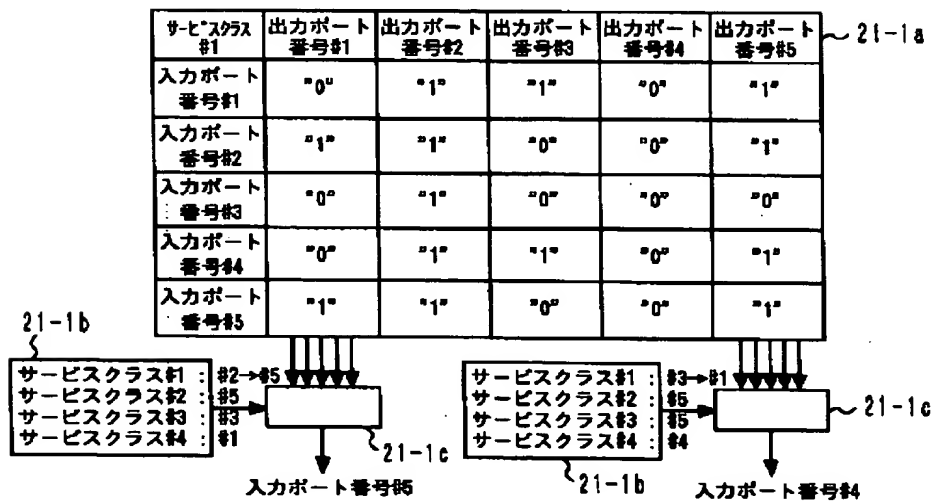 サービスクラス #1 出力ポート 番号#1 出力ポート 番号#2 出力ポート 番号#3 出力ポート 番号#4 出力ポート 番号#5 21-1a
入力ポート 番号#1 "0" "1" "1" "0" "1"
入力ポート 番号#2 "1" "1" "0" "0" "1"
入力ポート 番号#3 "0" "1" "0" "0" "0"
入力ポート 番号#4 "0" "1" "1" "0" "1"
入力ポート 番号#5 "1" "1" "0" "0" "1"
21-1b
サービスクラス#1 : #2→#5
サービスクラス#2 : #5
サービスクラス#3 : #3
サービスクラス#4 : #1
21-1c
入力ポート番号#5
サービスクラス#1 : #3→#1
サービスクラス#2 : #5
サービスクラス#3 : #5
サービスクラス#4 : #4
21-1c
21-1b
入力ポート番号#4